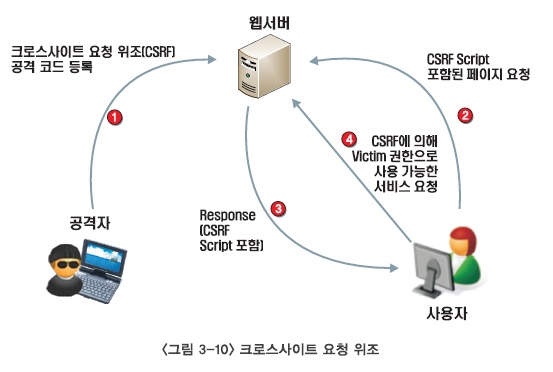 웹서버
크로스사이트 요청 위조(CSRF)
공격 코드 등록
CSRF Script
포함된 페이지 요청
1
2
4
CSRF에 의해
Victim 권한으로
사용 가능한
서비스 요청
3
Response
(CSRF
Script 포함)
공격자
사용자
<그림 3-10> 크로스사이트 요청 위조